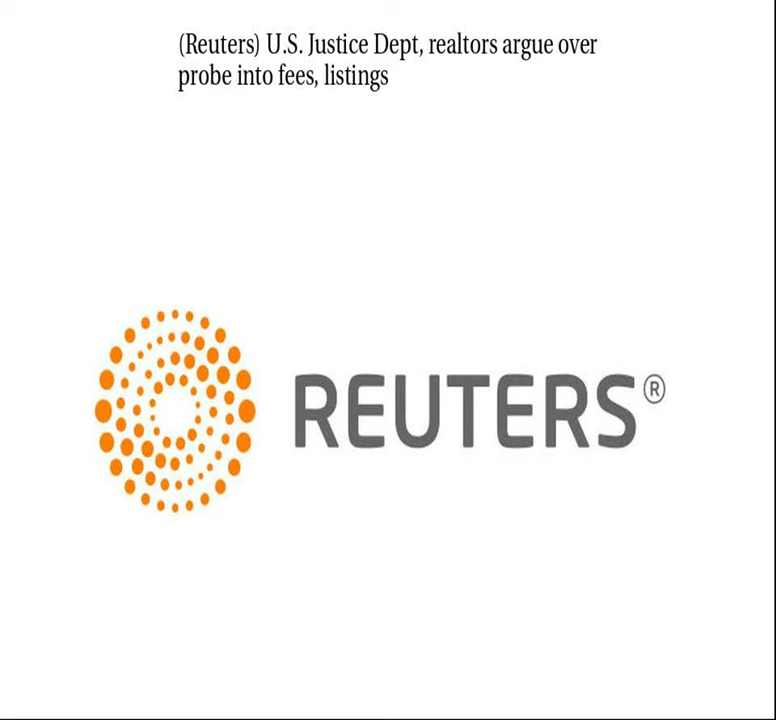 (Reuters) U.S. Justice Dept, realtors argue over
probe into fees, listings
REUTERS®